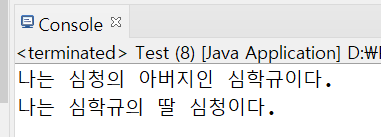 Console
<terminated> Test (8) [Java Application] D:₩
나는 심청의 아버지인 심학규이다.
나는 심학규의 딸 심청이다.